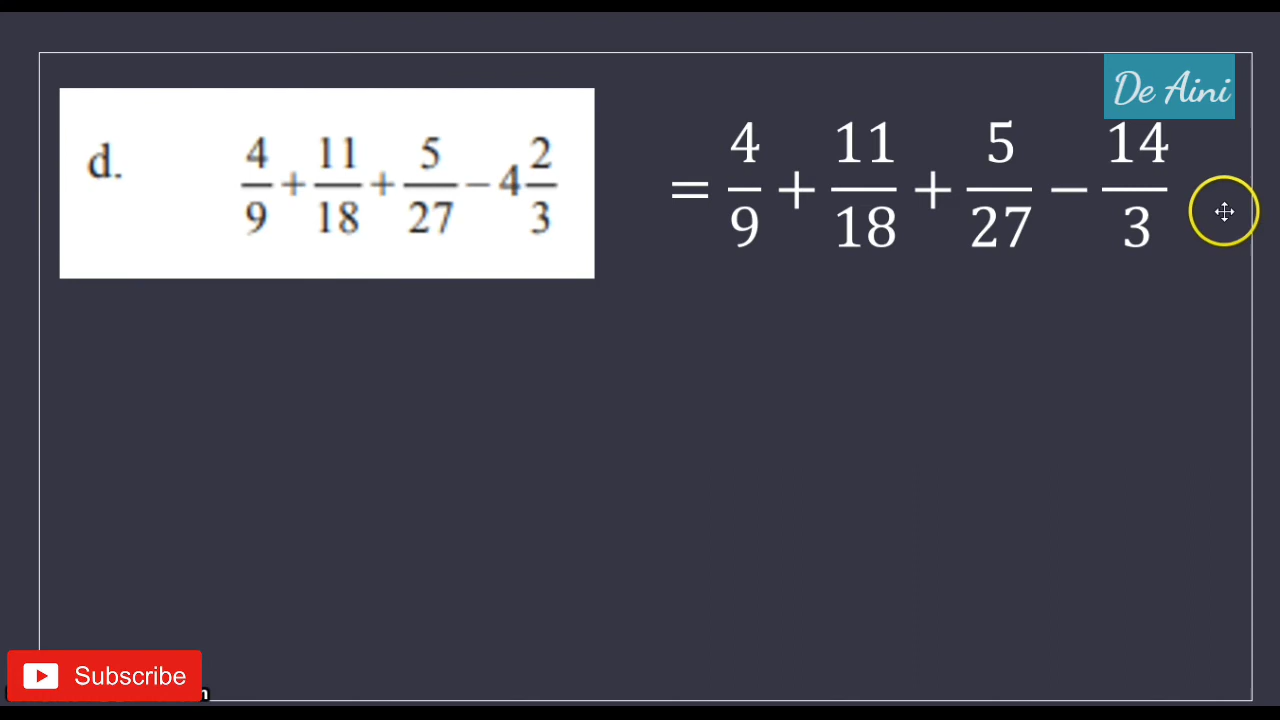 De Aini
d. 4/9 + 11/18 + 5/27 − 4 2/3
= 4/9 + 11/18 + 5/27 − 14/3
Subscribe
n